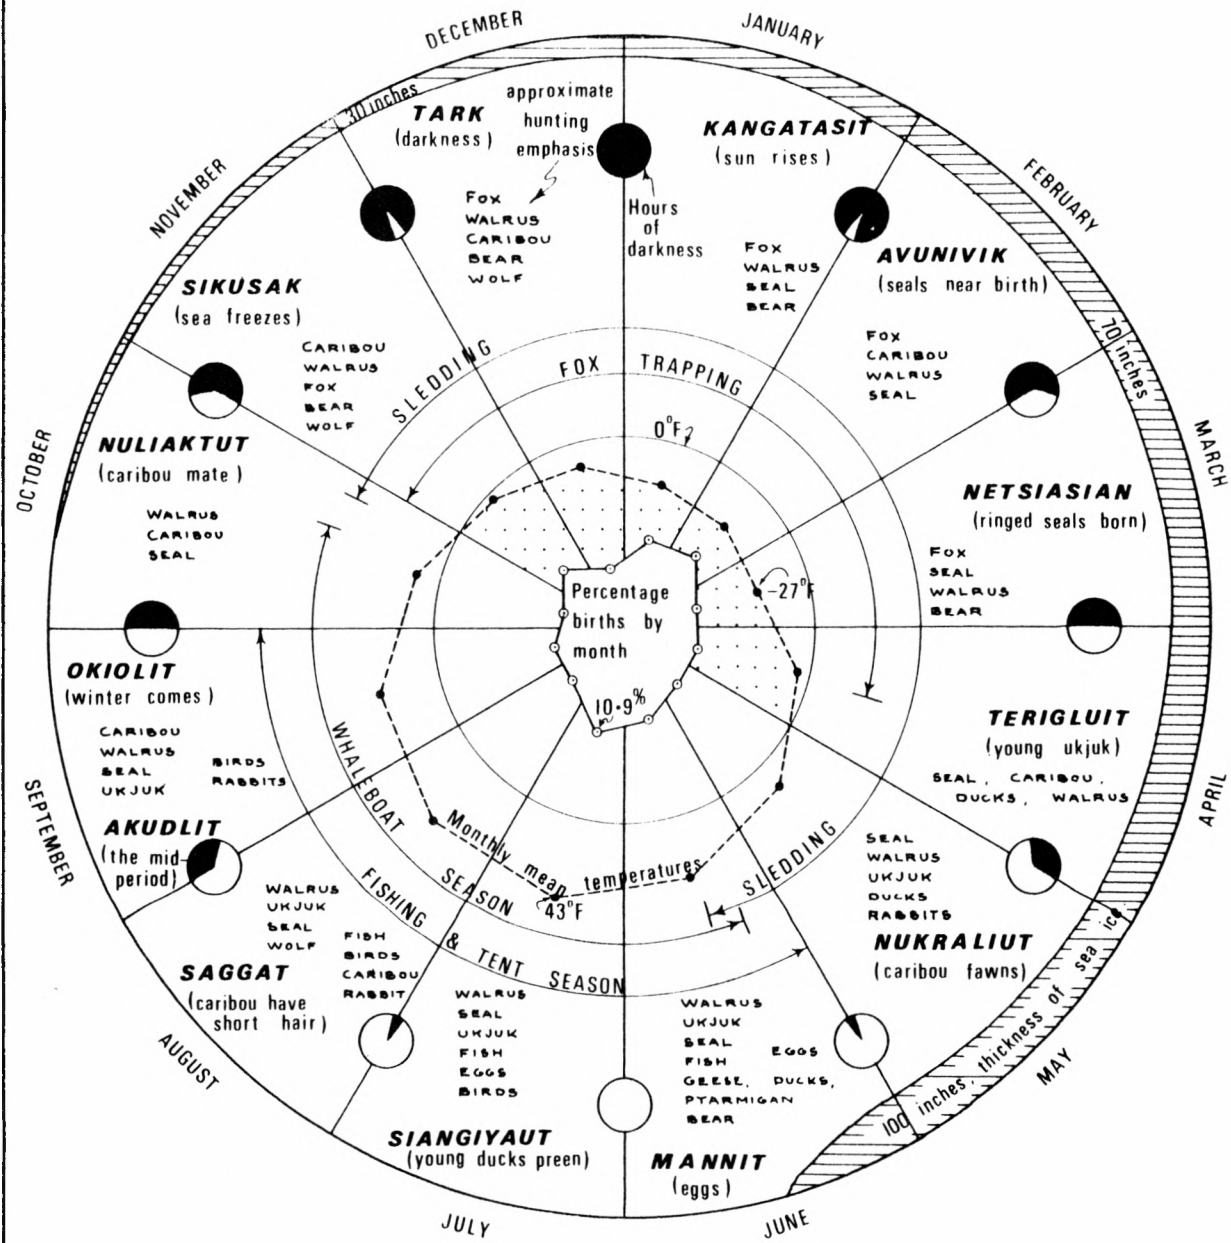 DECEMBER
JANUARY
30 inches
TARK
(darkness)
approximate
hunting
emphasis
FOX
WALRUS
CARIBOU
BEAR
WOLF
Hours
of
darkness
KANGATASIT
(sun rises)
FOX
WALRUS
SEAL
BEAR
FEBRUARY
AVUNIVIK
(seals near birth)
FOX
CARIBOU
WALRUS
SEAL
70 inches
MARCH
NETSIASIAN
(ringed seals born)
FOX
SEAL
WALRUS
BEAR
APRIL
TERIGLUIT
(young ukjuk)
SEAL, CARIBOU,
DUCKS, WALRUS
MAY
SEAL
WALRUS
UKJUK
DUCKS
RABBITS
NUKRALIUT
(caribou fawns)
100 inches, thickness of sea ice
JUNE
WALRUS
UKJUK
SEAL
FISH EGGS
GEESE, DUCKS,
PTARMIGAN
BEAR
MANNIT
(eggs)
JULY
WALRUS
SEAL
UKJUK
FISH
EGGS
BIRDS
SIANGIYAUT
(young ducks preen)
AUGUST
WALRUS
UKJUK
SEAL
WOLF
FISH
BIRDS
CARIBOU
RABBIT
SAGGAT
(caribou have
short hair)
SEPTEMBER
CARIBOU
WALRUS
SEAL
UKJUK
BIRDS
RABBITS
AKUDLIT
(the mid-
period)
OKIOLIT
(winter comes)
OCTOBER
NULIAKTUT
(caribou mate)
WALRUS
CARIBOU
SEAL
NOVEMBER
SIKUSAK
(sea freezes)
CARIBOU
WALRUS
FOX
BEAR
WOLF
SLEDDING
FOX TRAPPING
0°F
-27°F
Percentage
births by
month
10·9%
WHALEBOAT SEASON
FISHING & TENT SEASON
Monthly mean temperatures
43°F
SLEDDING